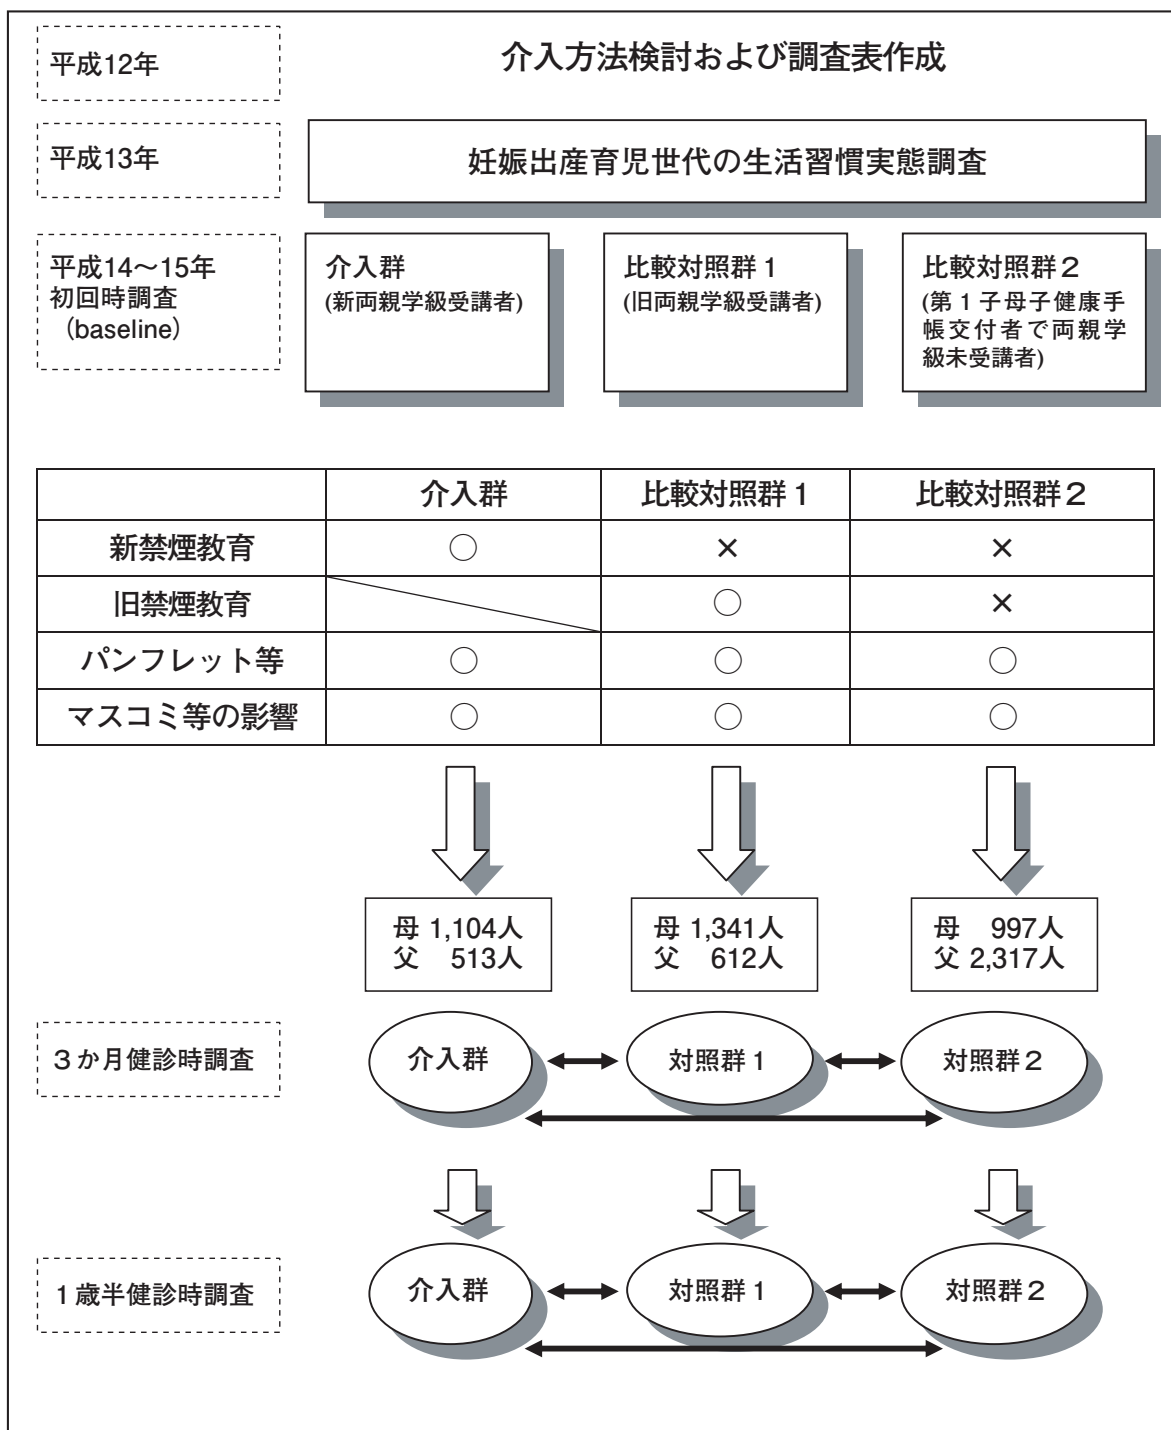 平成12年
介入方法検討および調査表作成
平成13年
妊娠出産育児世代の生活習慣実態調査
平成14～15年
初回時調査
（baseline）
介入群
(新両親学級受講者)
比較対照群１
(旧両親学級受講者)
比較対照群２
(第１子母子健康手
帳交付者で両親学
級未受講者)
介入群 比較対照群１ 比較対照群２
新禁煙教育 ○ × ×
旧禁煙教育 ○ ×
パンフレット等 ○ ○ ○
マスコミ等の影響 ○ ○ ○
母 1,104人
父 513人
母 1,341人
父 612人
母 997人
父 2,317人
３か月健診時調査
介入群
対照群１
対照群２
１歳半健診時調査
介入群
対照群１
対照群２